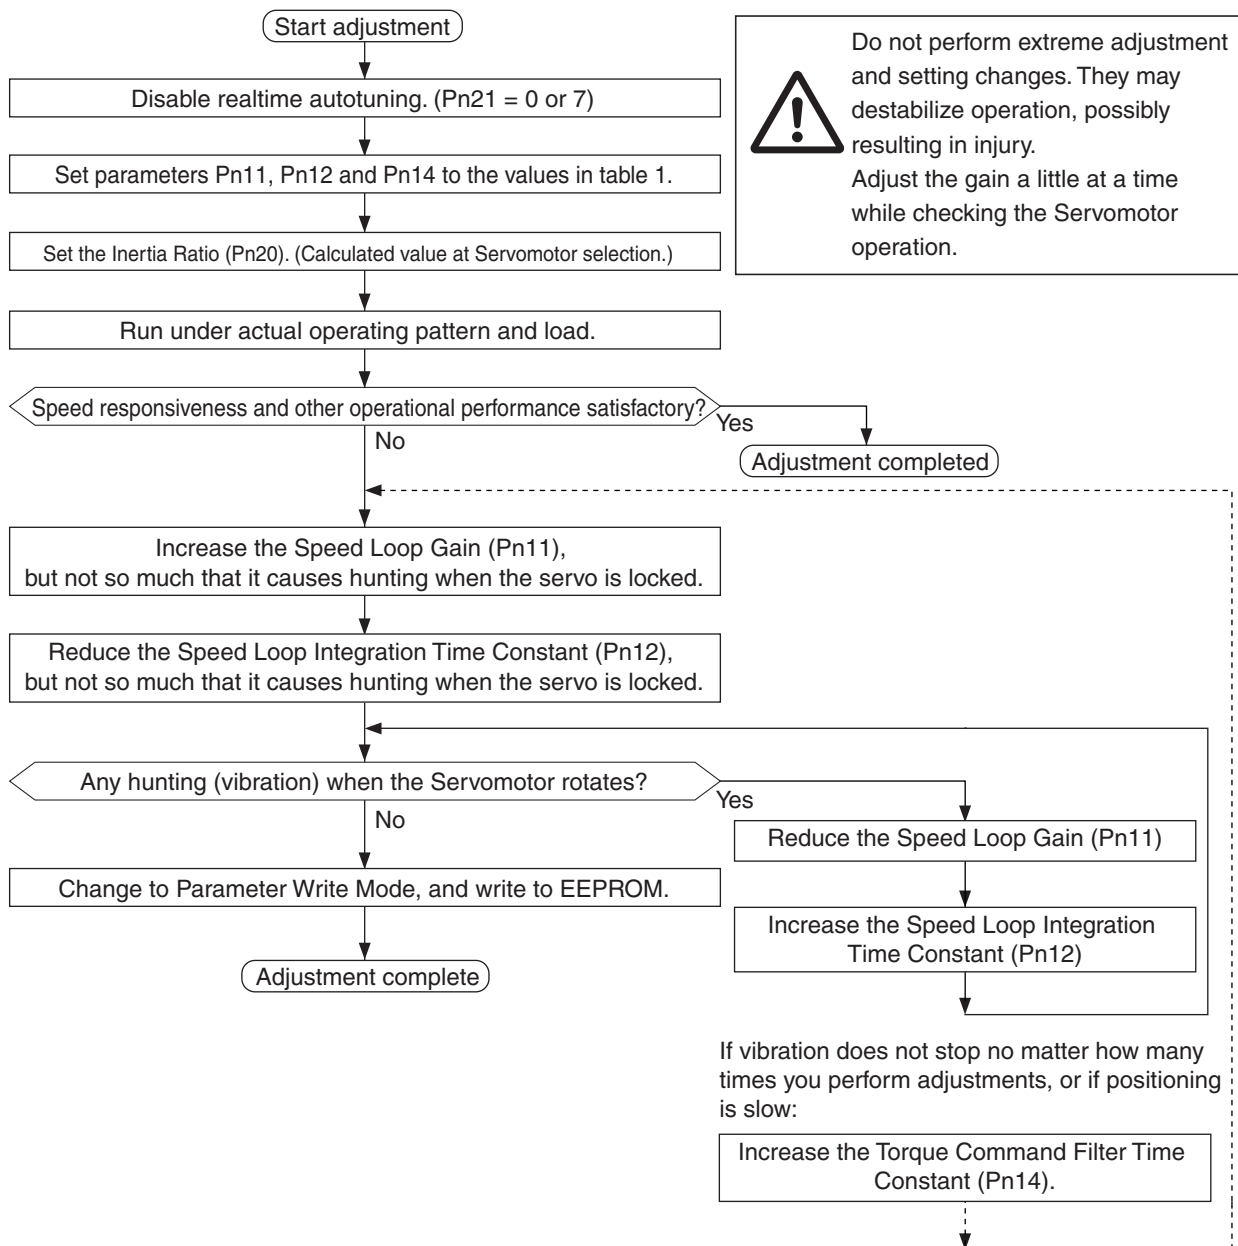 Start adjustment
Disable realtime autotuning. (Pn21 = 0 or 7)
Set parameters Pn11, Pn12 and Pn14 to the values in table 1.
Set the Inertia Ratio (Pn20). (Calculated value at Servomotor selection.)
Run under actual operating pattern and load.
Do not perform extreme adjustment
and setting changes. They may
destabilize operation, possibly
resulting in injury.
Adjust the gain a little at a time
while checking the Servomotor
operation.
Speed responsiveness and other operational performance satisfactory?
Yes
No
Adjustment completed
Increase the Speed Loop Gain (Pn11),
but not so much that it causes hunting when the servo is locked.
Reduce the Speed Loop Integration Time Constant (Pn12),
but not so much that it causes hunting when the servo is locked.
Any hunting (vibration) when the Servomotor rotates?
Yes
No
Reduce the Speed Loop Gain (Pn11)
Change to Parameter Write Mode, and write to EEPROM.
Increase the Speed Loop Integration
Time Constant (Pn12)
Adjustment complete
If vibration does not stop no matter how many
times you perform adjustments, or if positioning
is slow:
Increase the Torque Command Filter Time
Constant (Pn14).